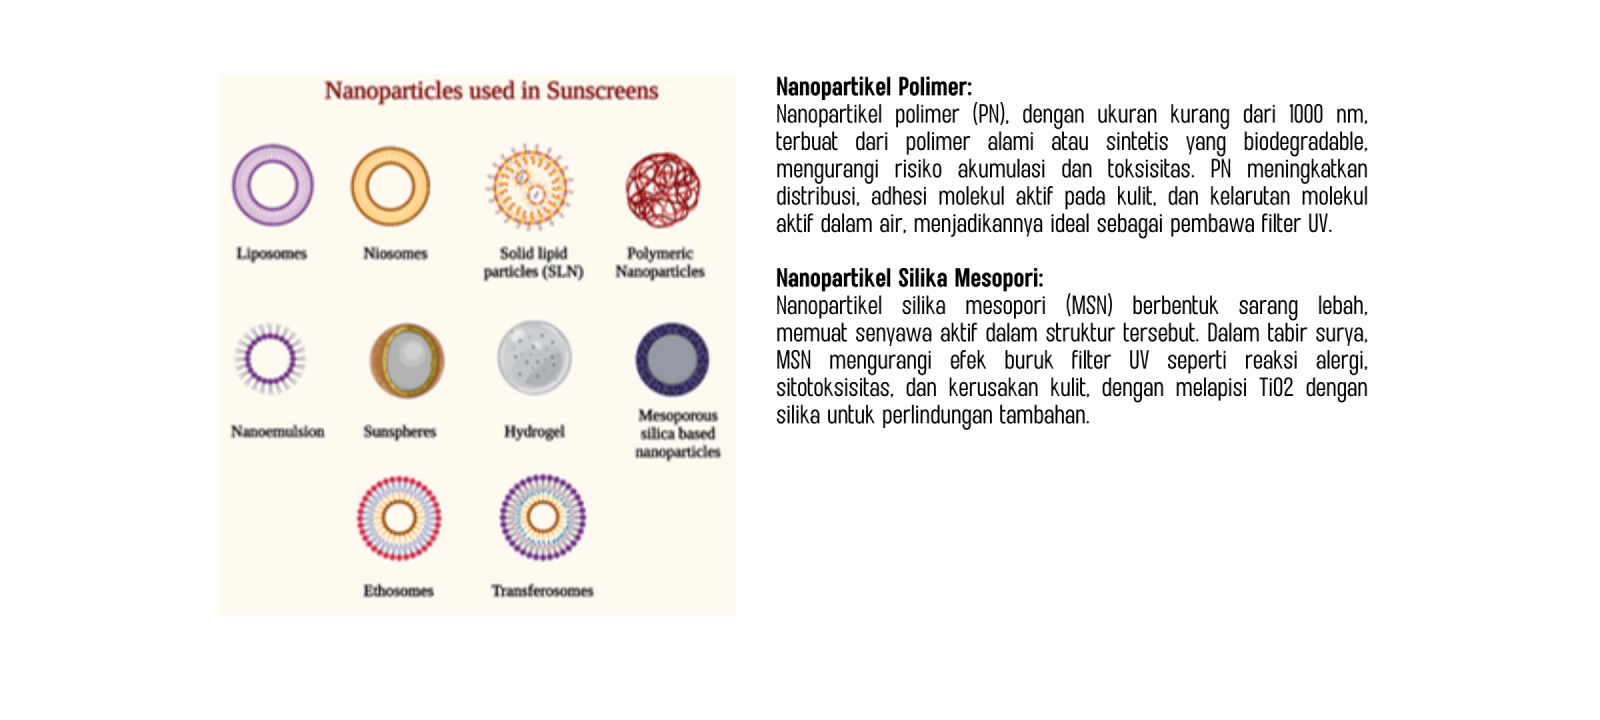 Nanoparticles used in Sunscreens
Liposomes
Niosomes
Solid lipid
particles (SLN)
Polymeric
Nanoparticles
Nanoemulsion
Sunspheres
Hydrogel
Mesoporous
silica based
nanoparticles
Ethosomes
Transferosomes
Nanopartikel Polimer:
Nanopartikel polimer (PN), dengan ukuran kurang dari 1000 nm,
terbuat dari polimer alami atau sintetis yang biodegradable,
mengurangi risiko akumulasi dan toksisitas. PN meningkatkan
distribusi, adhesi molekul aktif pada kulit, dan kelarutan molekul
aktif dalam air, menjadikannya ideal sebagai pembawa filter UV.
Nanopartikel Silika Mesopori:
Nanopartikel silika mesopori (MSN) berbentuk sarang lebah,
memuat senyawa aktif dalam struktur tersebut. Dalam tabir surya,
MSN mengurangi efek buruk filter UV seperti reaksi alergi,
sitotoksisitas, dan kerusakan kulit, dengan melapisi TiO2 dengan
silika untuk perlindungan tambahan.